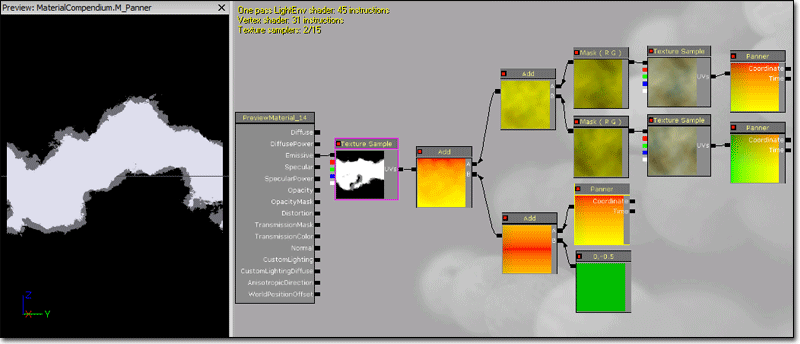 Preview: MaterialCompendium.M_Panner
One pass LighEnv shader: 45 instructions
Vertex shader: 31 instructions
Texture samplers: 2/15
PreviewMaterial_14
Diffuse
DiffusePower
Emissive
Specular
SpecularPower
Opacity
OpacityMask
Distortion
TransmissionMask
TransmissionColor
Normal
CustomLighting
CustomLightingDiffuse
AnisotropicDirection
WorldPositionOffset
Texture Sample
UVs
Add
A
B
Add
A
B
Mask ( R G )
Texture Sample
UVs
Panner
Coordinate
Time
Mask ( R G )
Texture Sample
UVs
Panner
Coordinate
Time
Add
A
B
Panner
Coordinate
Time
0,-0.5
Z
X
Y